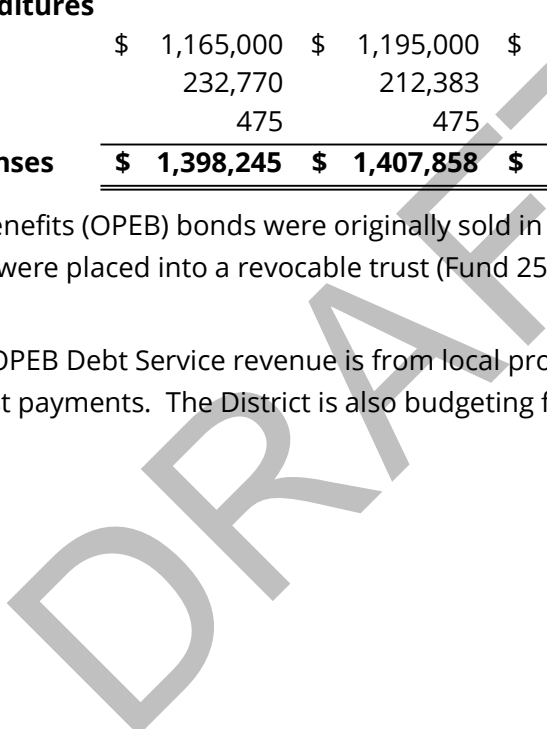 ditures
$ 1,165,000 $ 1,195,000 $
232,770 212,383
475 475
nses $ 1,398,245 $ 1,407,858 $
enefits (OPEB) bonds were originally sold in
were placed into a revocable trust (Fund 25
OPEB Debt Service revenue is from local pro
t payments. The District is also budgeting f
DRAFT